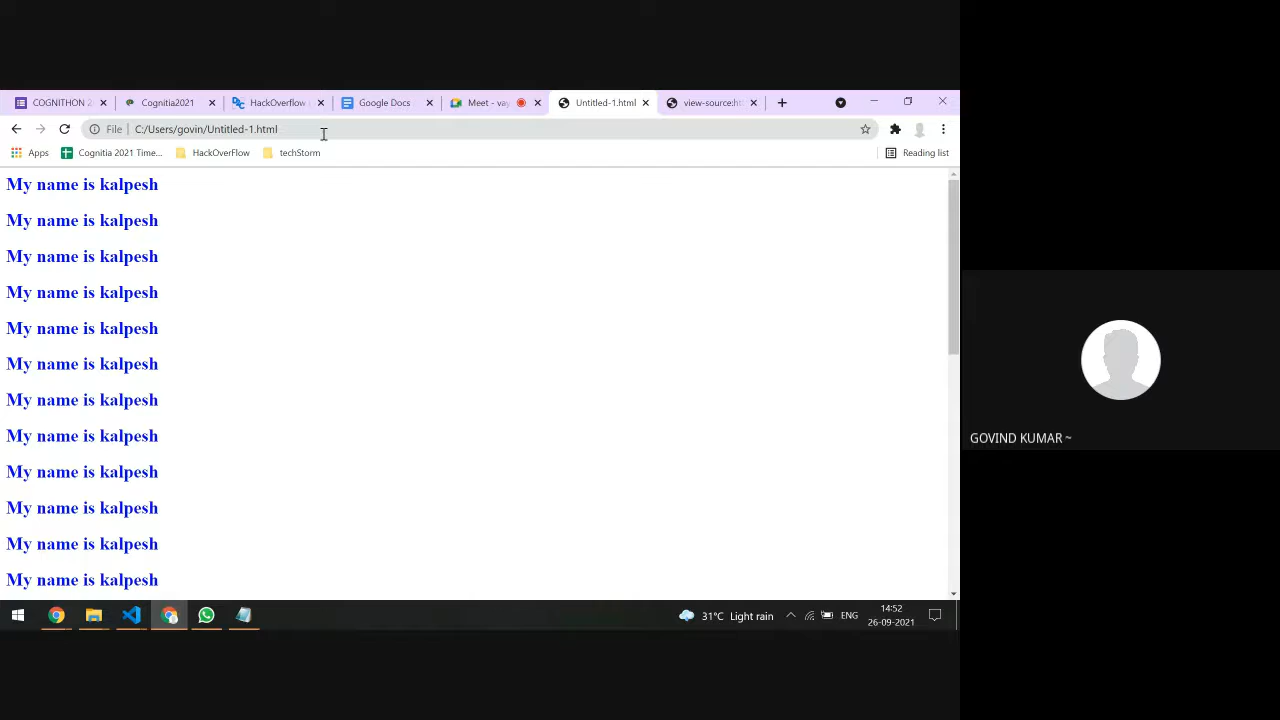 COGNITHON 2
Cognitia2021
HackOverflow
Google Docs
Meet - vay
Untitled-1.html
view-source:ht
File
C:/Users/govin/Untitled-1.html
Apps
Cognitia 2021 Time...
HackOverFlow
techStorm
Reading list
My name is kalpesh
My name is kalpesh
My name is kalpesh
My name is kalpesh
My name is kalpesh
My name is kalpesh
My name is kalpesh
My name is kalpesh
My name is kalpesh
My name is kalpesh
My name is kalpesh
My name is kalpesh
GOVIND KUMAR ~
31°C Light rain
ENG
14:52
26-09-2021